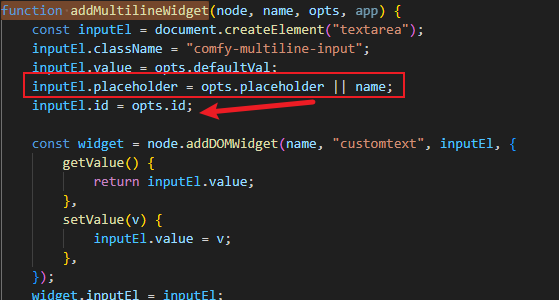 function addMultilineWidget(node, name, opts, app) {
const inputEl = document.createElement("textarea");
inputEl.className = "comfy-multiline-input";
inputEl.value = opts.defaultVal;
inputEl.placeholder = opts.placeholder || name;
inputEl.id = opts.id;
const widget = node.addDOMWidget(name, "customtext", inputEl, {
getValue() {
return inputEl.value;
},
setValue(v) {
inputEl.value = v;
},
});
widget.inputEl = inputEl;